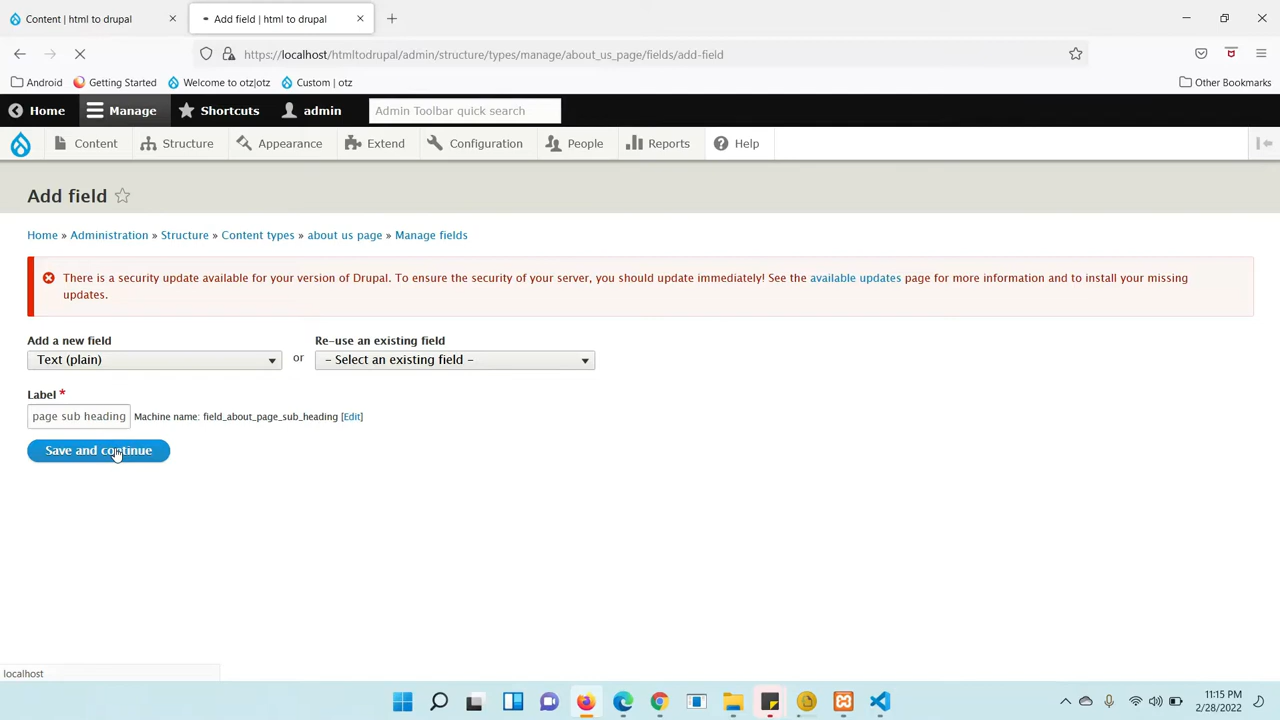 Content | html to drupal
Add field | html to drupal
https://localhost/htmltodrupal/admin/structure/types/manage/about_us_page/fields/add-field
Android
Getting Started
Welcome to otz|otz
Custom | otz
Other Bookmarks
Home
Manage
Shortcuts
admin
Admin Toolbar quick search
Content
Structure
Appearance
Extend
Configuration
People
Reports
Help
Add field
Home » Administration » Structure » Content types » about us page » Manage fields
There is a security update available for your version of Drupal. To ensure the security of your server, you should update immediately! See the available updates page for more information and to install your missing
updates.
Add a new field
Re-use an existing field
Text (plain)
or
- Select an existing field -
Label *
page sub heading
Machine name: field_about_page_sub_heading [Edit]
Save and continue
localhost
11:15 PM
2/28/2022